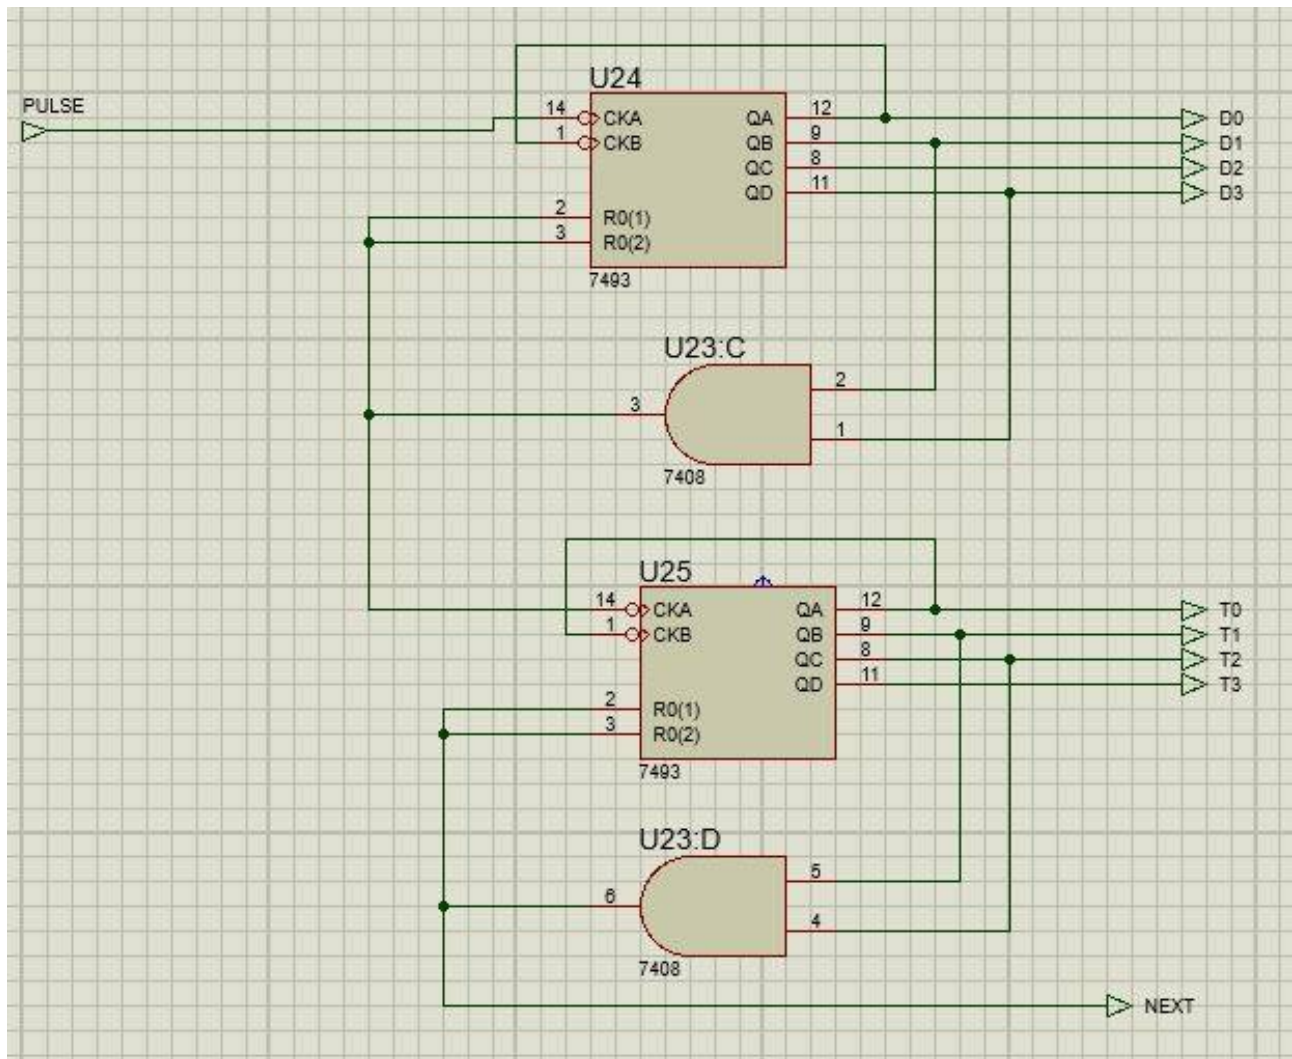 U24
PULSE
14 CKA QA 12 D0
1 CKB QB 9 D1
QC 8 D2
QD 11 D3
2 R0(1)
3 R0(2)
7493
U23:C
2
3
1
7408
U25
14 CKA QA 12 T0
1 CKB QB 9 T1
QC 8 T2
QD 11 T3
2 R0(1)
3 R0(2)
7493
U23:D
5
6
4
7408
NEXT